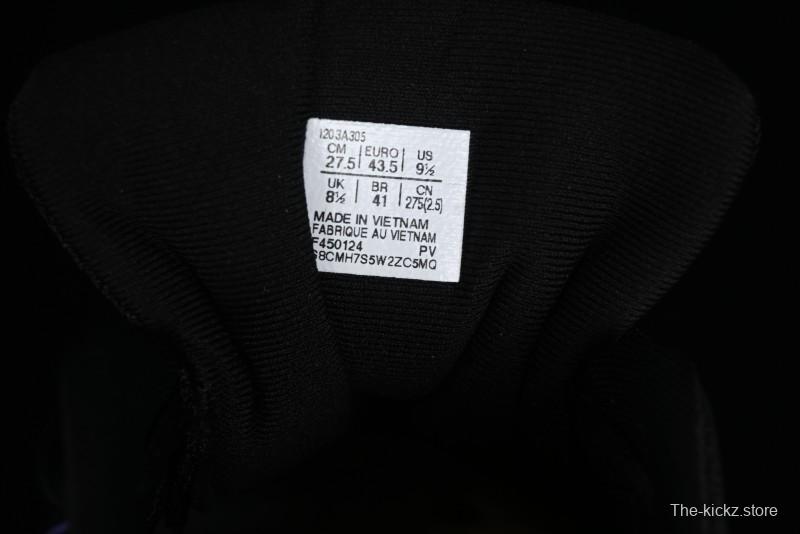 1203A305
CM EURO US
27.5 43.5 9½
UK BR CN
8½ 41 275(2.5)
MADE IN VIETNAM
FABRIQUE AU VIETNAM
F450124 PV
S8CMH7S5W2ZC5MQ
The-kickz.store